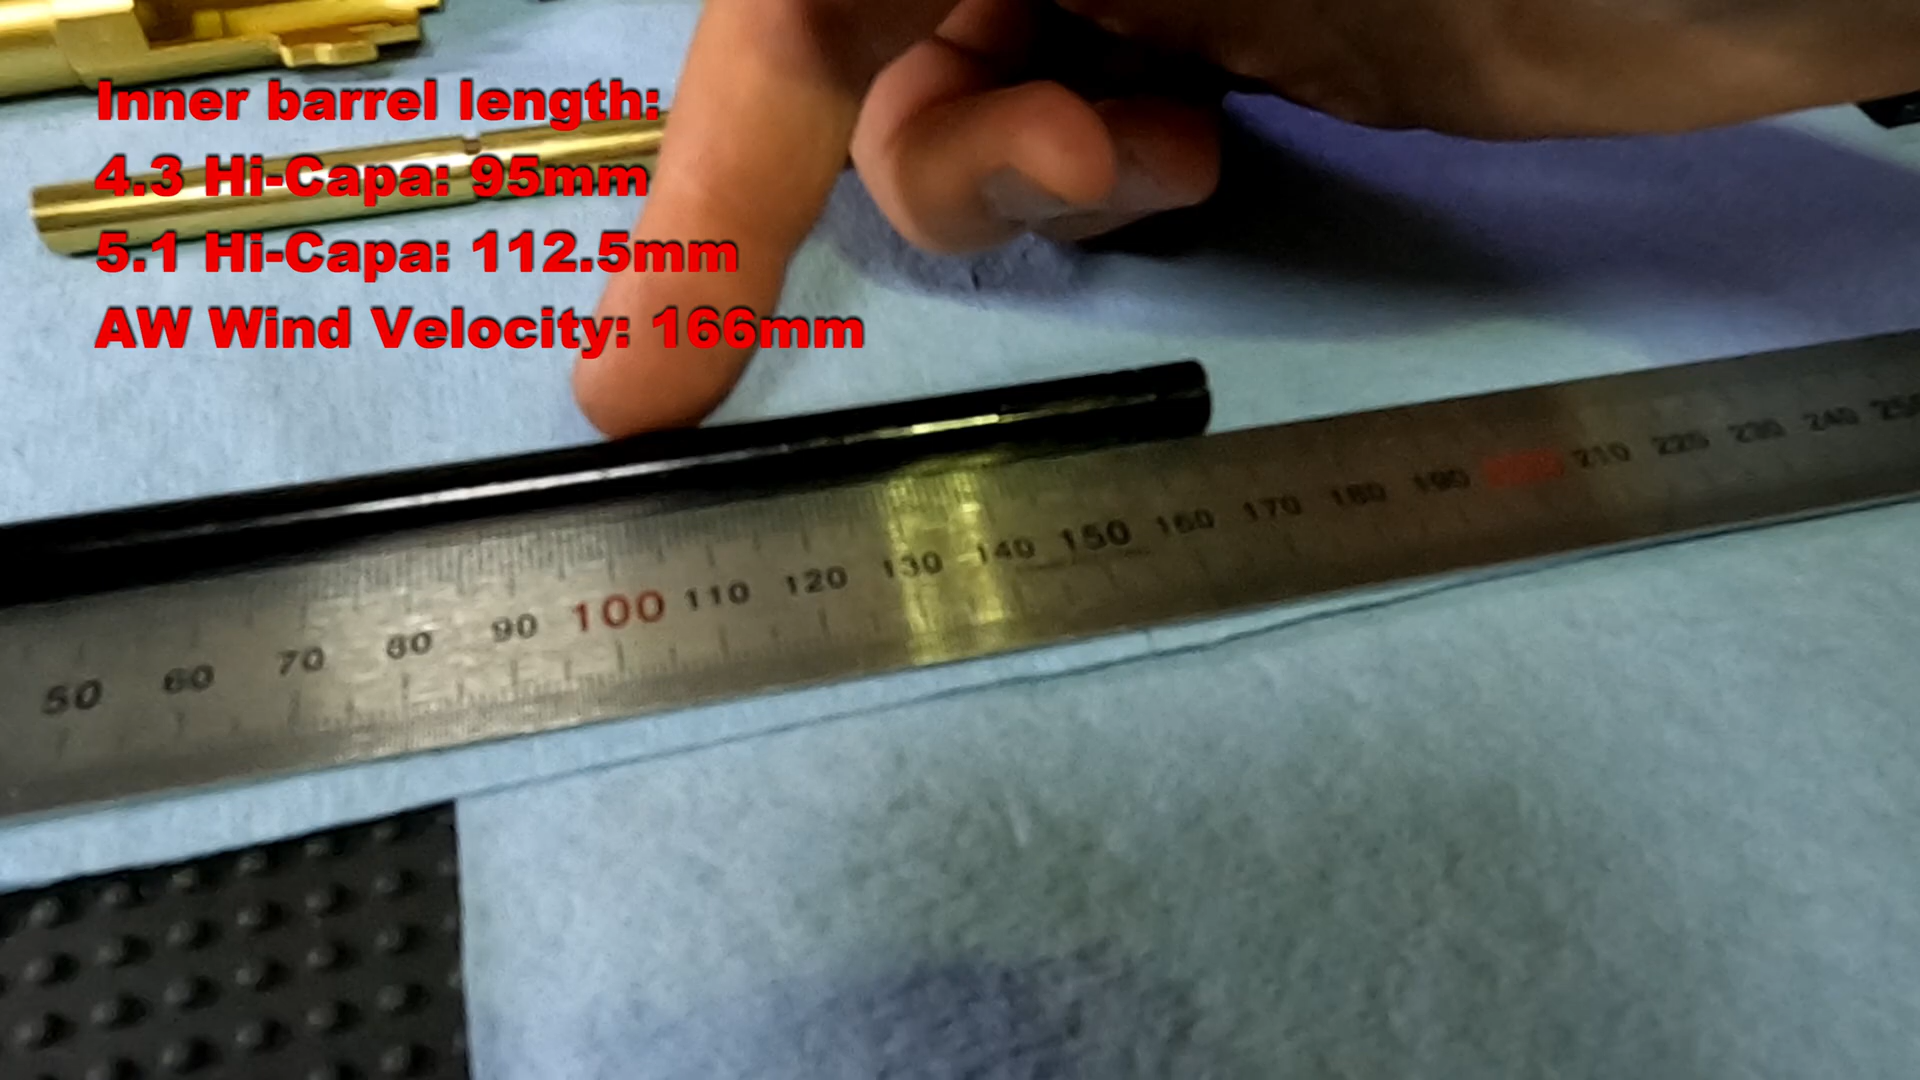 Inner barrel length:
4.3 Hi-Capa: 95mm
5.1 Hi-Capa: 112.5mm
AW Wind Velocity: 166mm
50 60 70 80 90 100 110 120 130 140 150 160 170 180 190 210 220 230 240 250